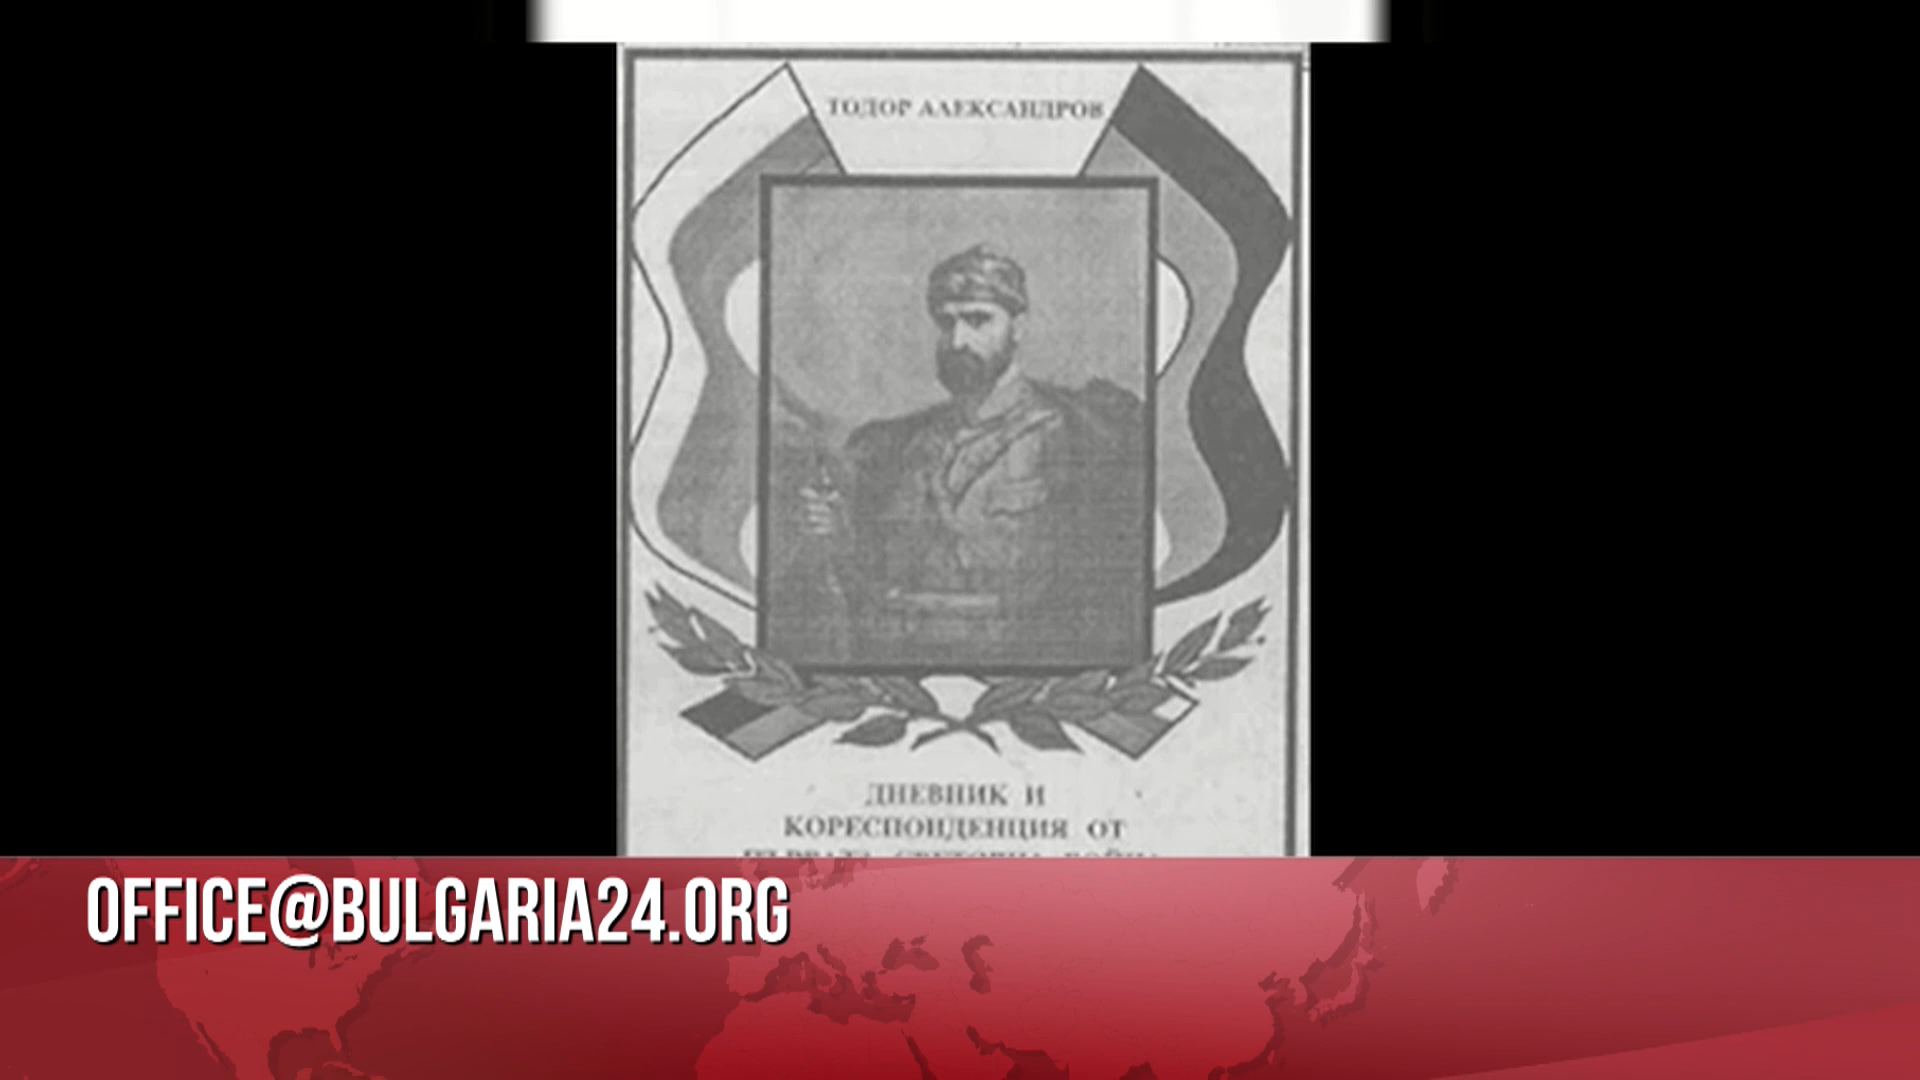 ТОДОР АЛЕКСАНДРОВ
ДНЕВНИК И
КОРЕСПОНДЕНЦИЯ ОТ
OFFICE@BULGARIA24.ORG